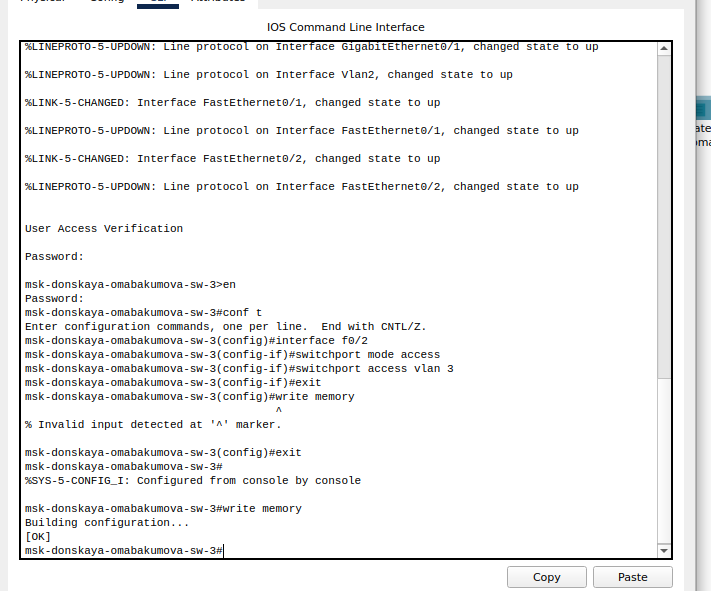 IOS Command Line Interface
%LINEPROTO-5-UPDOWN: Line protocol on Interface GigabitEthernet0/1, changed state to up
%LINEPROTO-5-UPDOWN: Line protocol on Interface Vlan2, changed state to up
%LINK-5-CHANGED: Interface FastEthernet0/1, changed state to up
%LINEPROTO-5-UPDOWN: Line protocol on Interface FastEthernet0/1, changed state to up
%LINK-5-CHANGED: Interface FastEthernet0/2, changed state to up
%LINEPROTO-5-UPDOWN: Line protocol on Interface FastEthernet0/2, changed state to up
User Access Verification
Password:
msk-donskaya-omabakumova-sw-3>en
Password:
msk-donskaya-omabakumova-sw-3#conf t
Enter configuration commands, one per line.  End with CNTL/Z.
msk-donskaya-omabakumova-sw-3(config)#interface f0/2
msk-donskaya-omabakumova-sw-3(config-if)#switchport mode access
msk-donskaya-omabakumova-sw-3(config-if)#switchport access vlan 3
msk-donskaya-omabakumova-sw-3(config-if)#exit
msk-donskaya-omabakumova-sw-3(config)#write memory
^
% Invalid input detected at '^' marker.
msk-donskaya-omabakumova-sw-3(config)#exit
msk-donskaya-omabakumova-sw-3#
%SYS-5-CONFIG_I: Configured from console by console
msk-donskaya-omabakumova-sw-3#write memory
Building configuration...
[OK]
msk-donskaya-omabakumova-sw-3#
Copy
Paste